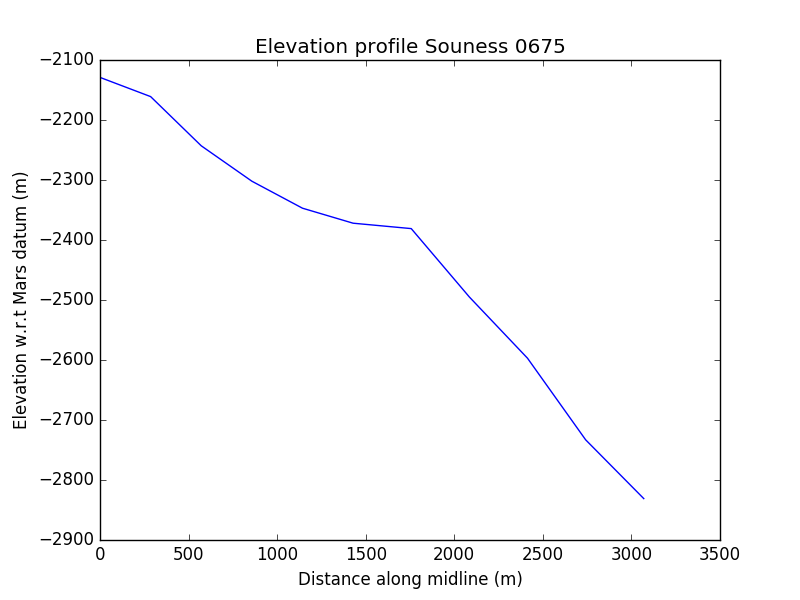 Elevation profile Souness 0675
−2100
−2200
−2300
−2400
−2500
−2600
−2700
−2800
−2900
Elevation w.r.t Mars datum (m)
0 500 1000 1500 2000 2500 3000 3500
Distance along midline (m)